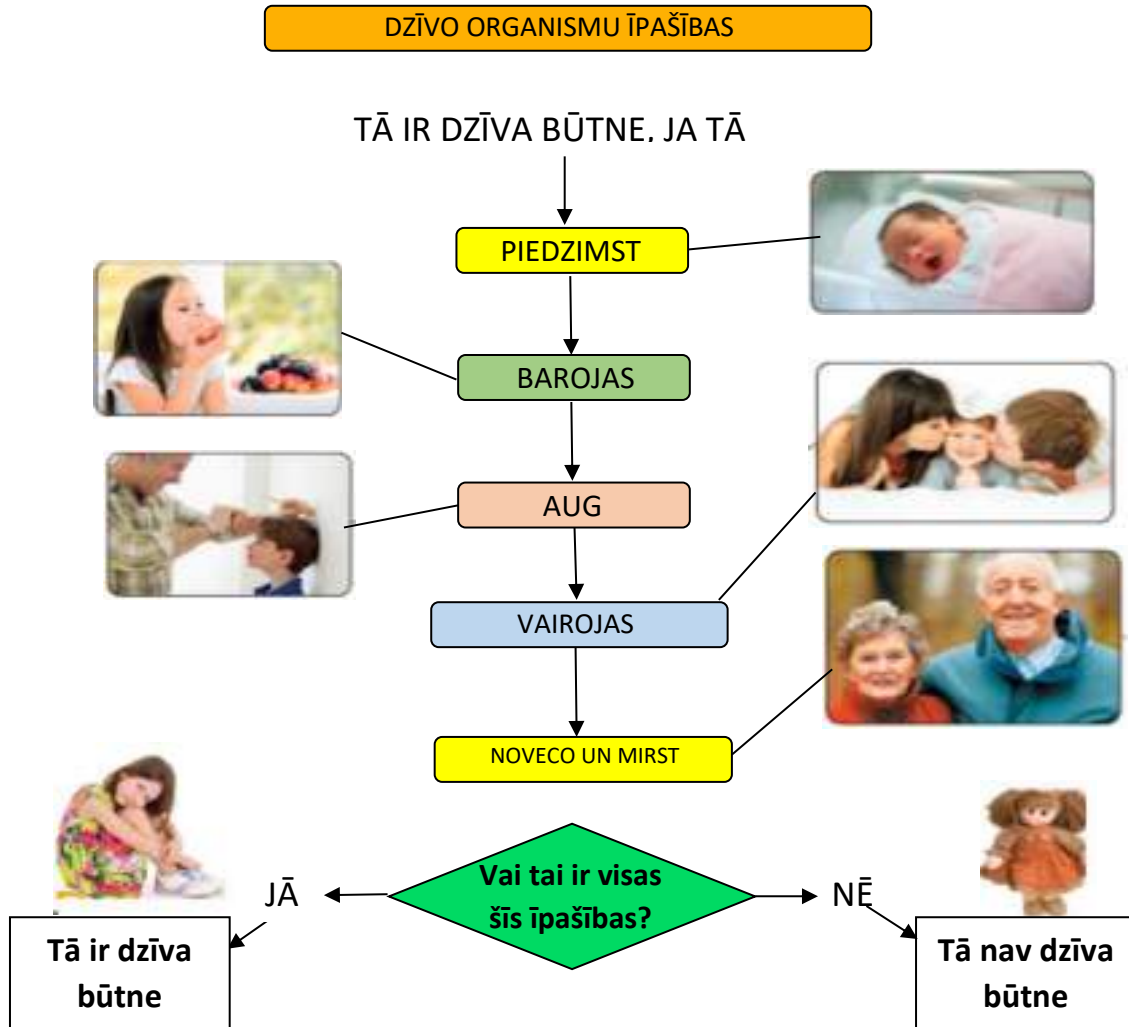 DZĪVO ORGANISMU ĪPAŠĪBAS
TĀ IR DZĪVA BŪTNE, JA TĀ
PIEDZIMST
BAROJAS
AUG
VAIROJAS
NOVECO UN MIRST
Vai tai ir visas
šīs īpašības?
JĀ
NĒ
Tā ir dzīva
būtne
Tā nav dzīva
būtne